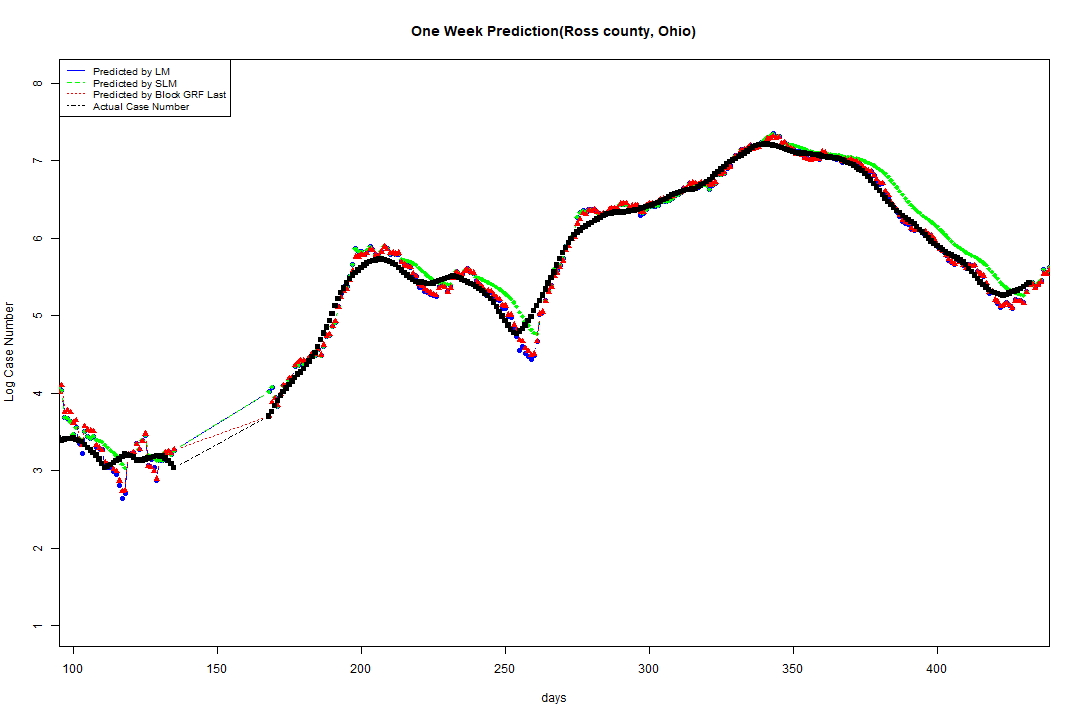 One Week Prediction(Ross county, Ohio)
Predicted by LM
Predicted by SLM
Predicted by Block GRF Last
Actual Case Number
8
7
6
5
4
3
2
1
Log Case Number
100 150 200 250 300 350 400
days